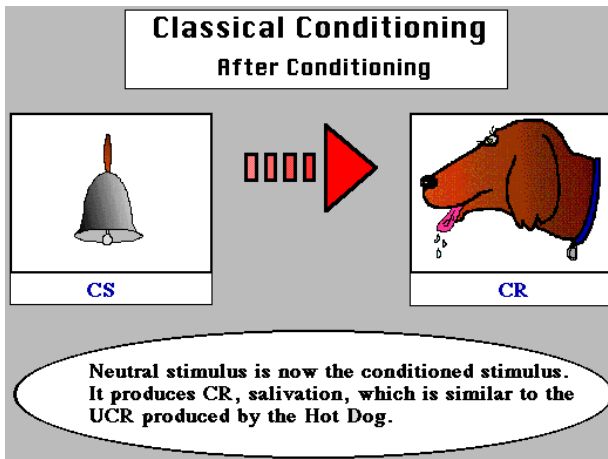 Classical Conditioning
After Conditioning
CS
CR
Neutral stimulus is now the conditioned stimulus.
It produces CR, salivation, which is similar to the
UCR produced by the Hot Dog.